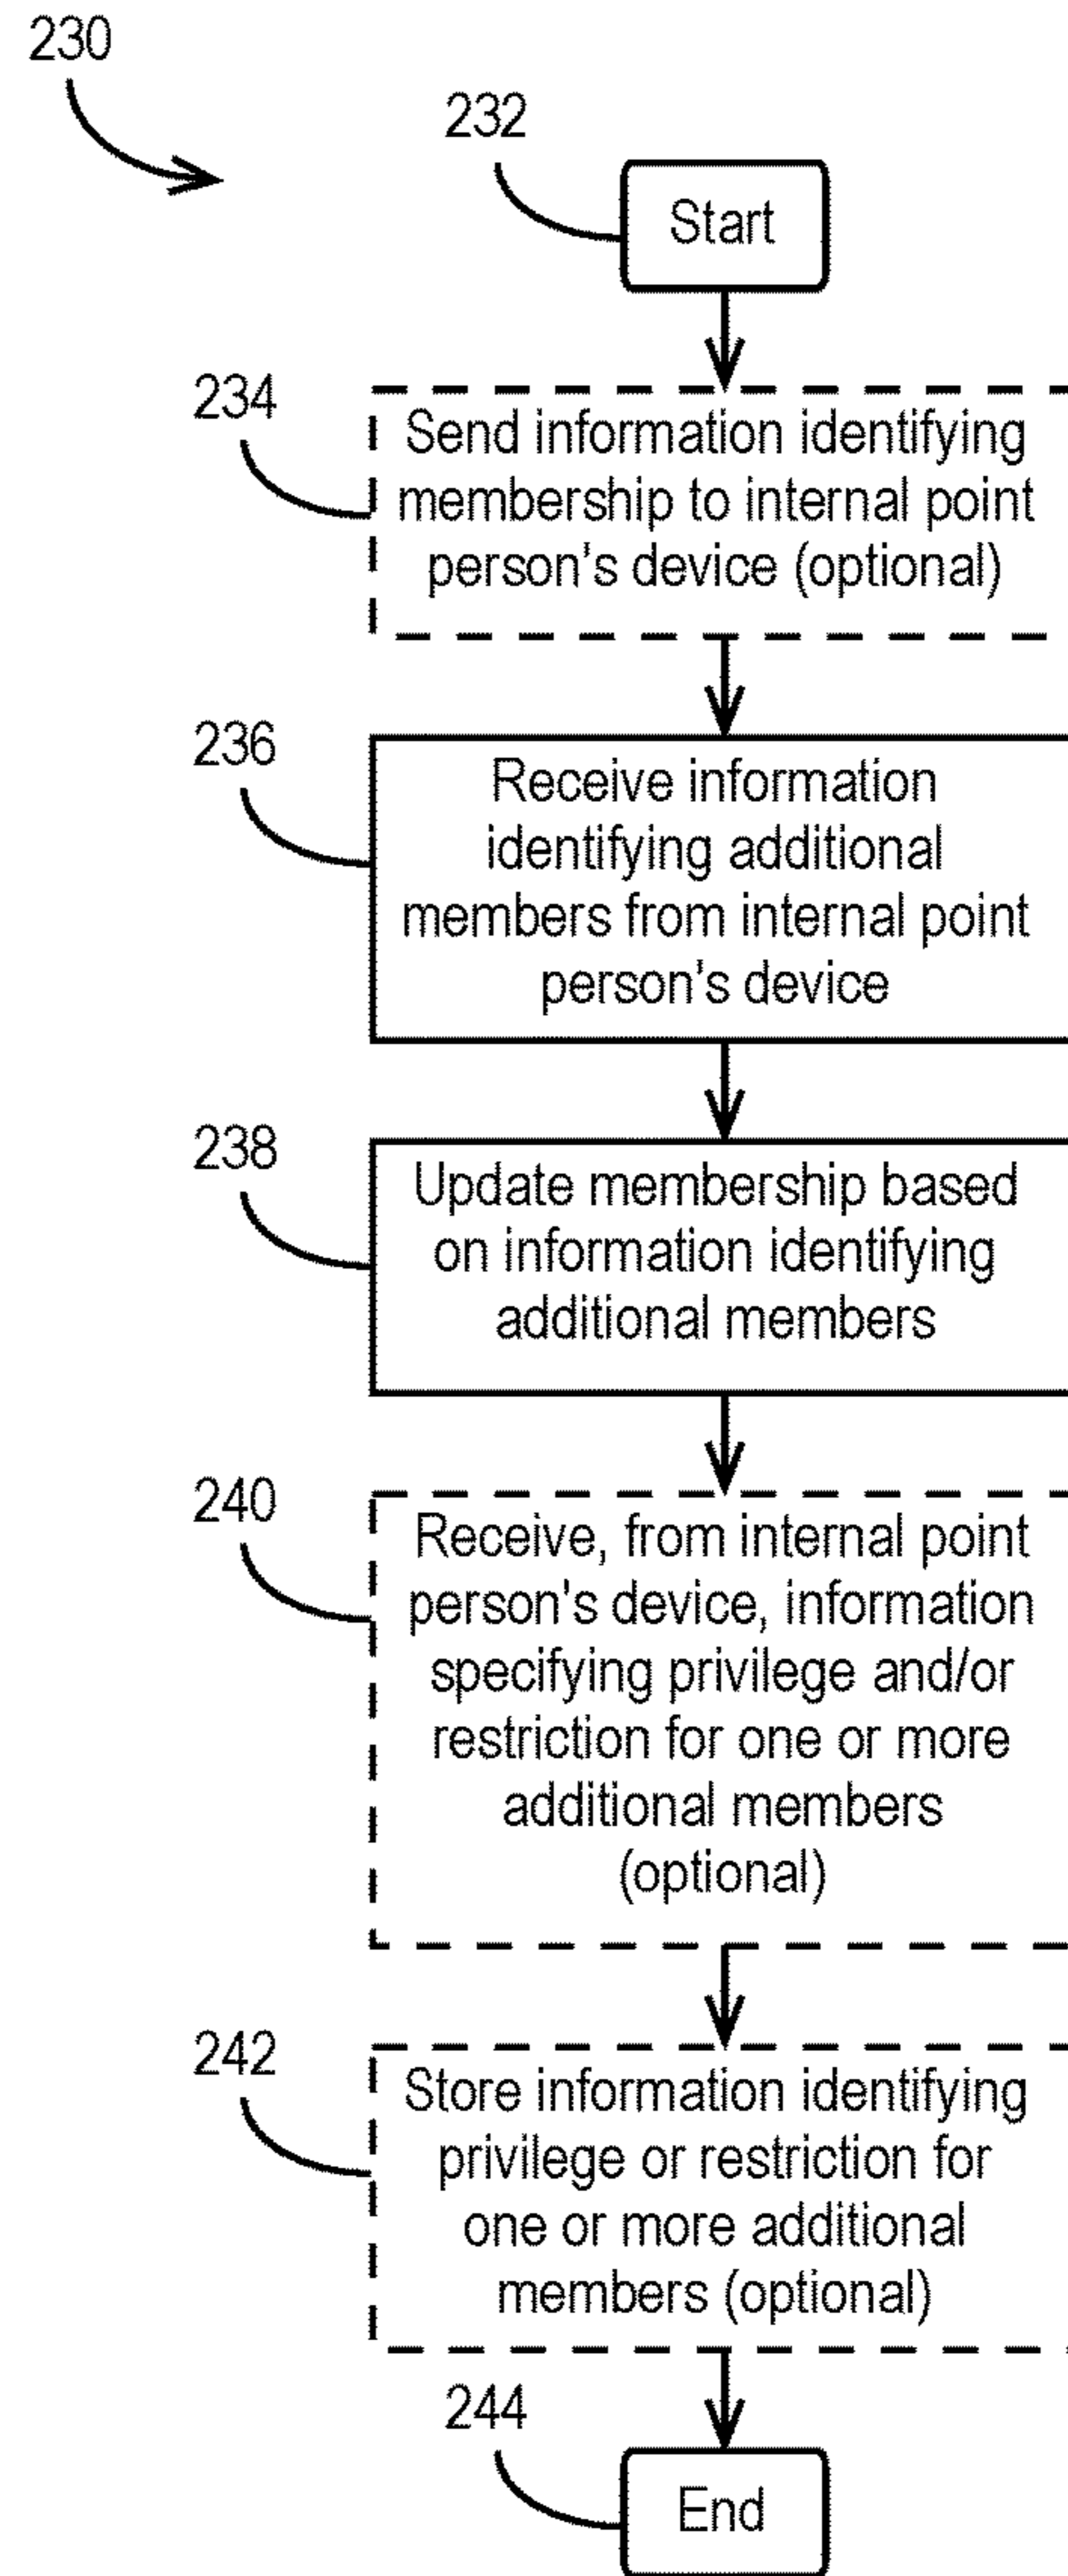 230
232
Start
234
Send information identifying
membership to internal point
person's device (optional)
236
Receive information
identifying additional
members from internal point
person's device
238
Update membership based
on information identifying
additional members
240
Receive, from internal point
person's device, information
specifying privilege and/or
restriction for one or more
additional members
(optional)
242
Store information identifying
privilege or restriction for
one or more additional
members (optional)
244
End